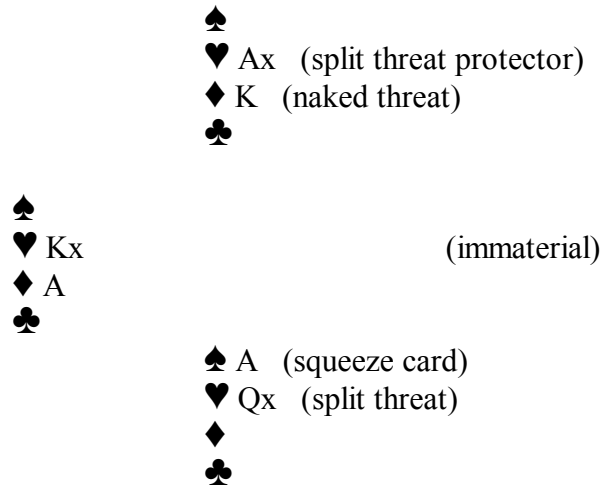 ♠
♥ Ax (split threat protector)
♦ K (naked threat)
♣
♠
♥ Kx (immaterial)
♦ A
♣
♠ A (squeeze card)
♥ Qx (split threat)
♦
♣